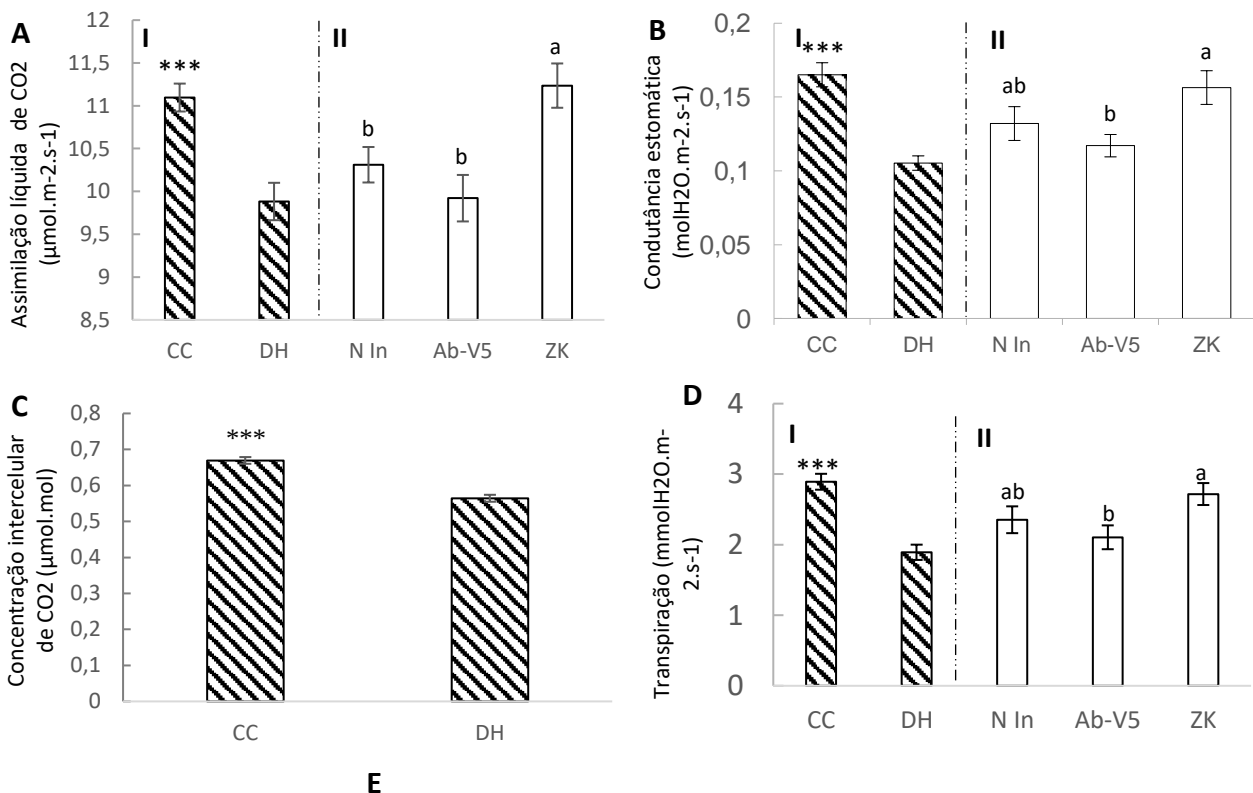 A
I
II
Assimilação líquida de CO2
(µmol.m-2.s-1)
12
11,5
11
10,5
10
9,5
9
8,5
***
b
b
a
CC
DH
N In
Ab-V5
ZK
B
I
II
Condutância estomática
(molH2O.m-2.s-1)
0,2
0,15
0,1
0,05
0
***
ab
b
a
CC
DH
N In
Ab-V5
ZK
C
Concentração intercelular
de CO2 (µmol.mol)
0,8
0,7
0,6
0,5
0,4
0,3
0,2
0,1
0
***
CC
DH
D
I
II
Transpiração (mmolH2O.m-
2.s-1)
4
3
2
1
0
***
ab
b
a
CC
DH
N In
Ab-V5
ZK
E